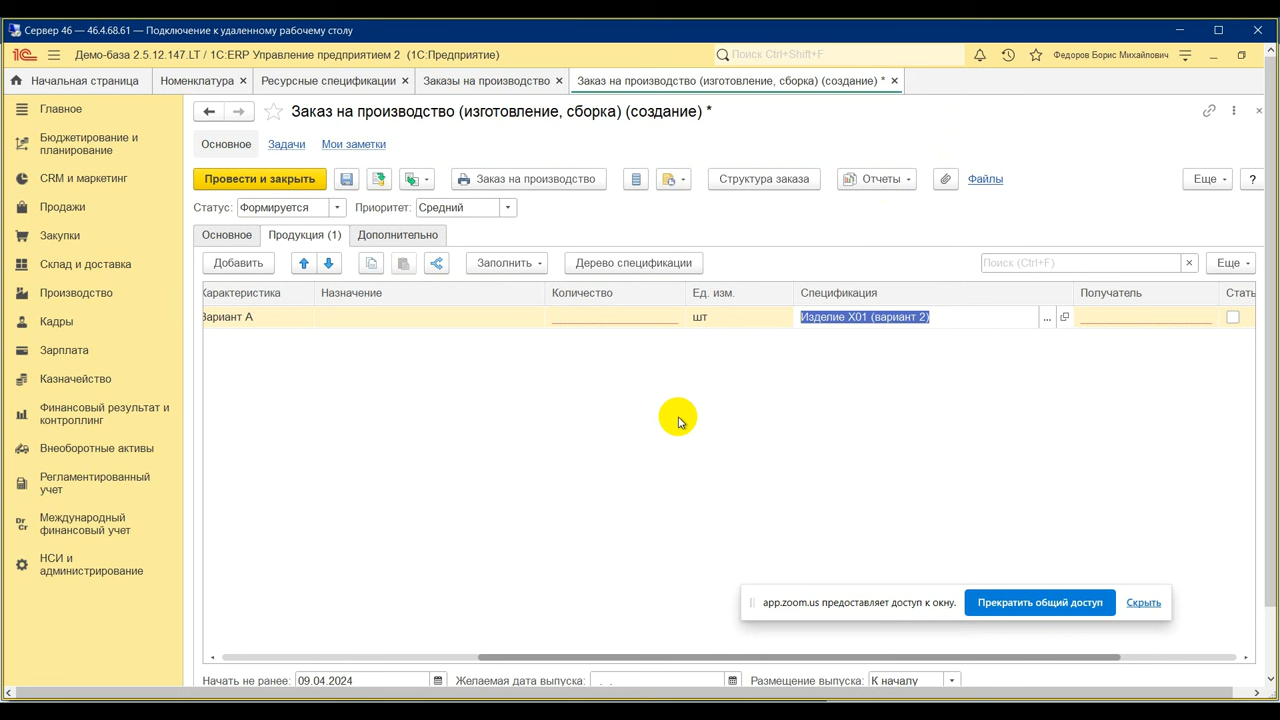 Сервер 46 — 46.4.68.61 — Подключение к удаленному рабочему столу
Демо-база 2.5.12.147.LT / 1С:ERP Управление предприятием 2 (1С:Предприятие)
Поиск Ctrl+Shift+F
Федоров Борис Михайлович
Начальная страница
Номенклатура
Ресурсные спецификации
Заказы на производство
Заказ на производство (изготовление, сборка) (создание) *
Главное
Бюджетирование и
планирование
CRM и маркетинг
Продажи
Закупки
Склад и доставка
Производство
Кадры
Зарплата
Казначейство
Финансовый результат и
контроллинг
Внеоборотные активы
Регламентированный
учет
Международный
финансовый учет
НСИ и
администрирование
Заказ на производство (изготовление, сборка) (создание) *
Основное Задачи Мои заметки
Провести и закрыть Заказ на производство Структура заказа Отчеты Файлы Еще ?
Статус: Формируется Приоритет: Средний
Основное Продукция (1) Дополнительно
Добавить Заполнить Дерево спецификации Поиск (Ctrl+F) × Еще
Характеристика Назначение Количество Ед. изм. Спецификация Получатель Стать
Вариант А шт Изделие Х01 (вариант 2) ...
app.zoom.us предоставляет доступ к окну. Прекратить общий доступ Скрыть
Начать не ранее: 09.04.2024 Желаемая дата выпуска: . . Размещение выпуска: К началу